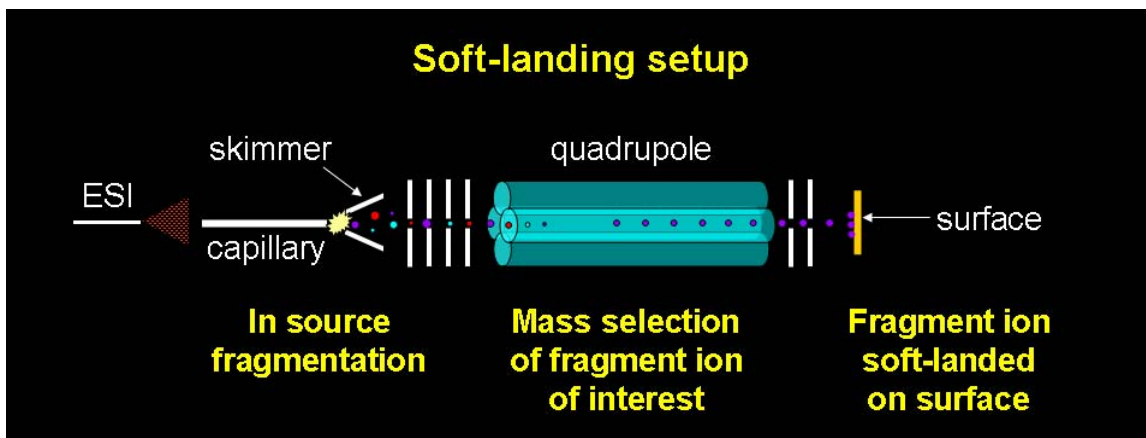 Soft-landing setup
skimmer
quadrupole
ESI
surface
capillary
In source
fragmentation
Mass selection
of fragment ion
of interest
Fragment ion
soft-landed
on surface